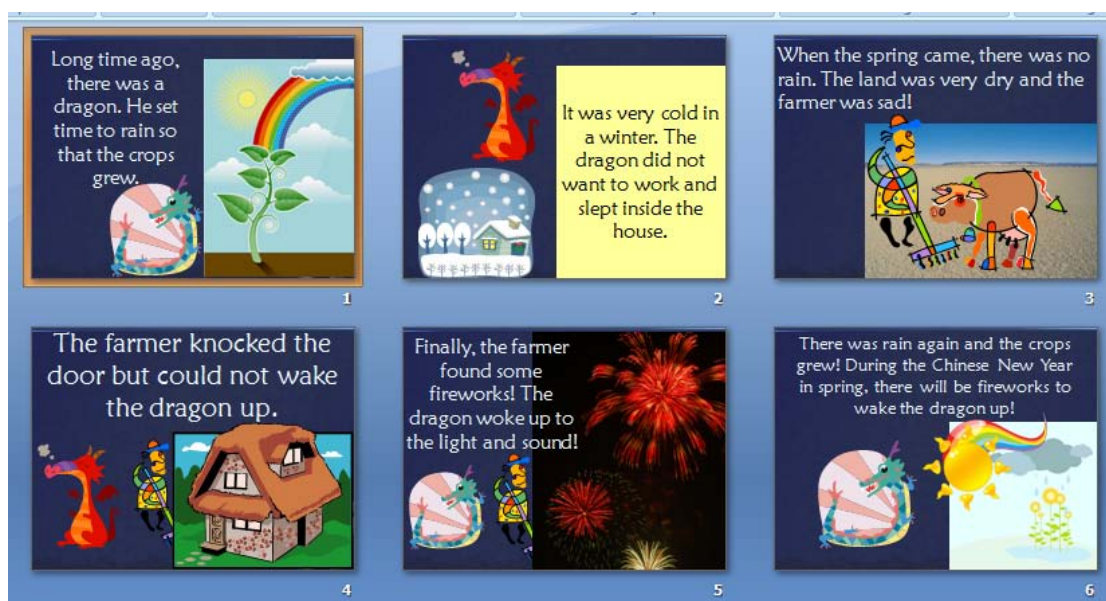 Long time ago,
there was a
dragon. He set
time to rain so
that the crops
grew.
1
It was very cold in
a winter. The
dragon did not
want to work and
slept inside the
house.
2
When the spring came, there was no
rain. The land was very dry and the
farmer was sad!
3
The farmer knocked the
door but could not wake
the dragon up.
4
Finally, the farmer
found some
fireworks! The
dragon woke up to
the light and sound!
5
There was rain again and the crops
grew! During the Chinese New Year
in spring, there will be fireworks to
wake the dragon up!
6